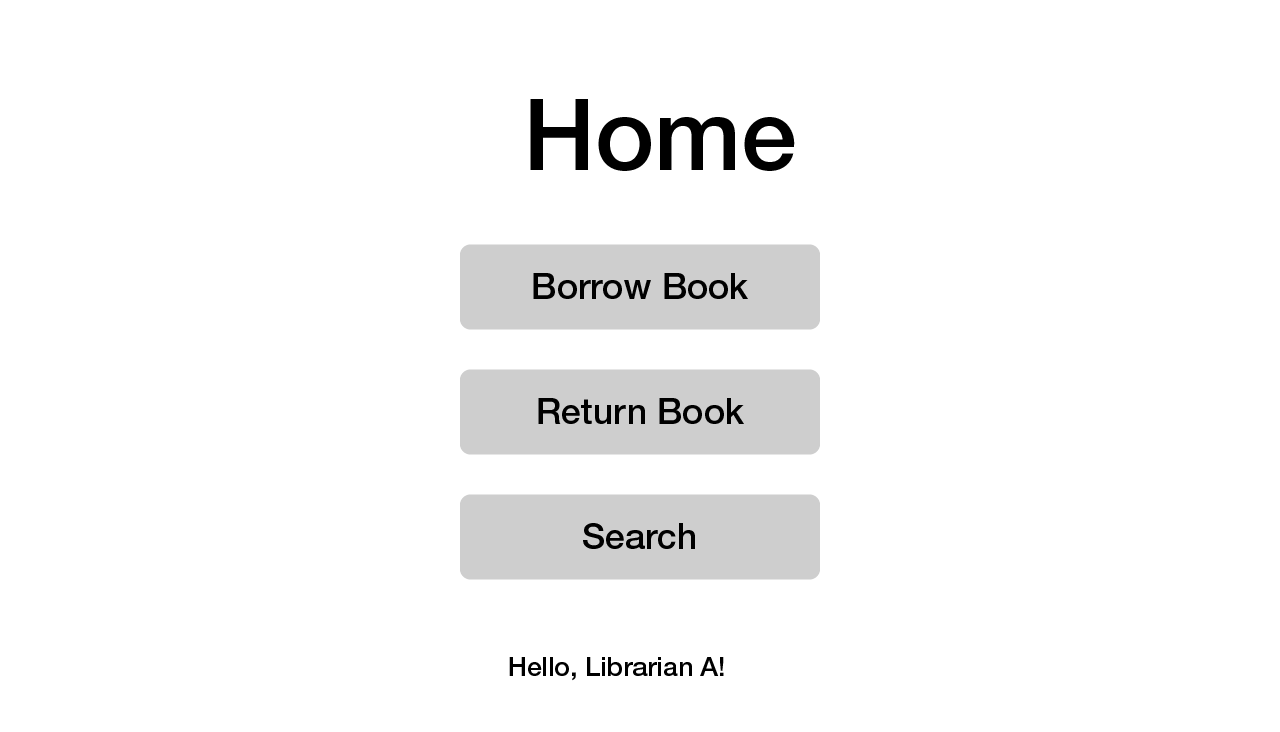 Home
Borrow Book
Return Book
Search
Hello, Librarian A!